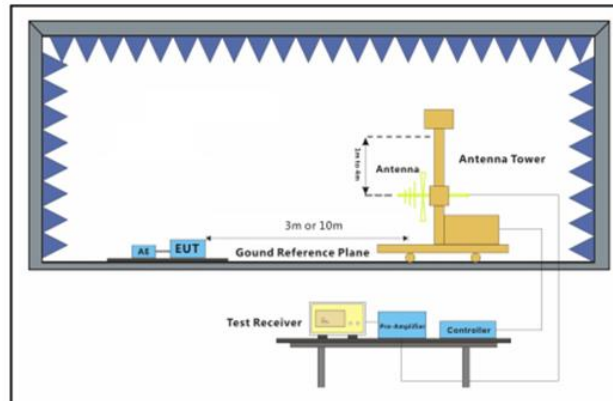 1m to 4m
Antenna
Antenna Tower
3m or 10m
AE
EUT
Gound Reference Plane
Test Receiver
Pre-Amplifier
Controller